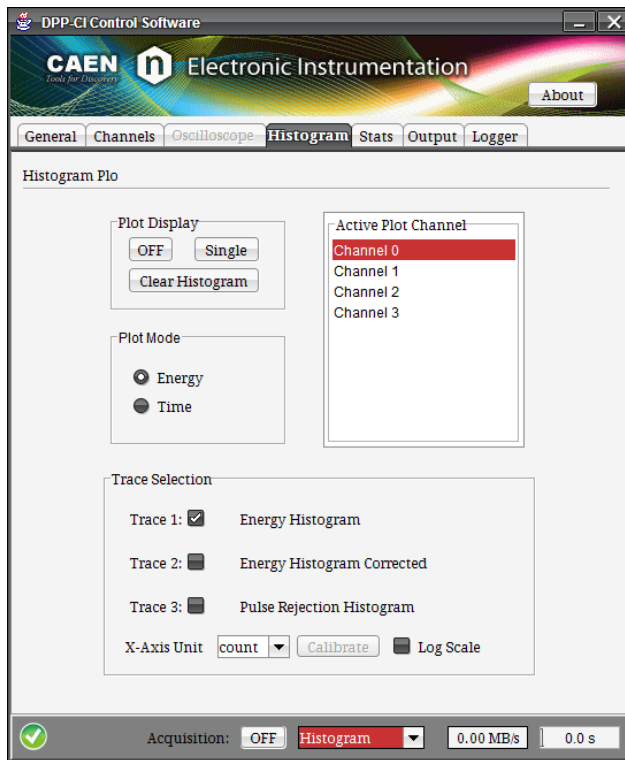 DPP-CI Control Software
CAEN n Electronic Instrumentation
Tools for Discovery
About
General Channels Oscilloscope Histogram Stats Output Logger
Histogram Plo
Plot Display
OFF Single
Clear Histogram
Active Plot Channel
Channel 0
Channel 1
Channel 2
Channel 3
Plot Mode
Energy
Time
Trace Selection
Trace 1: Energy Histogram
Trace 2: Energy Histogram Corrected
Trace 3: Pulse Rejection Histogram
X-Axis Unit count Calibrate Log Scale
Acquisition: OFF Histogram 0.00 MB/s 0.0 s